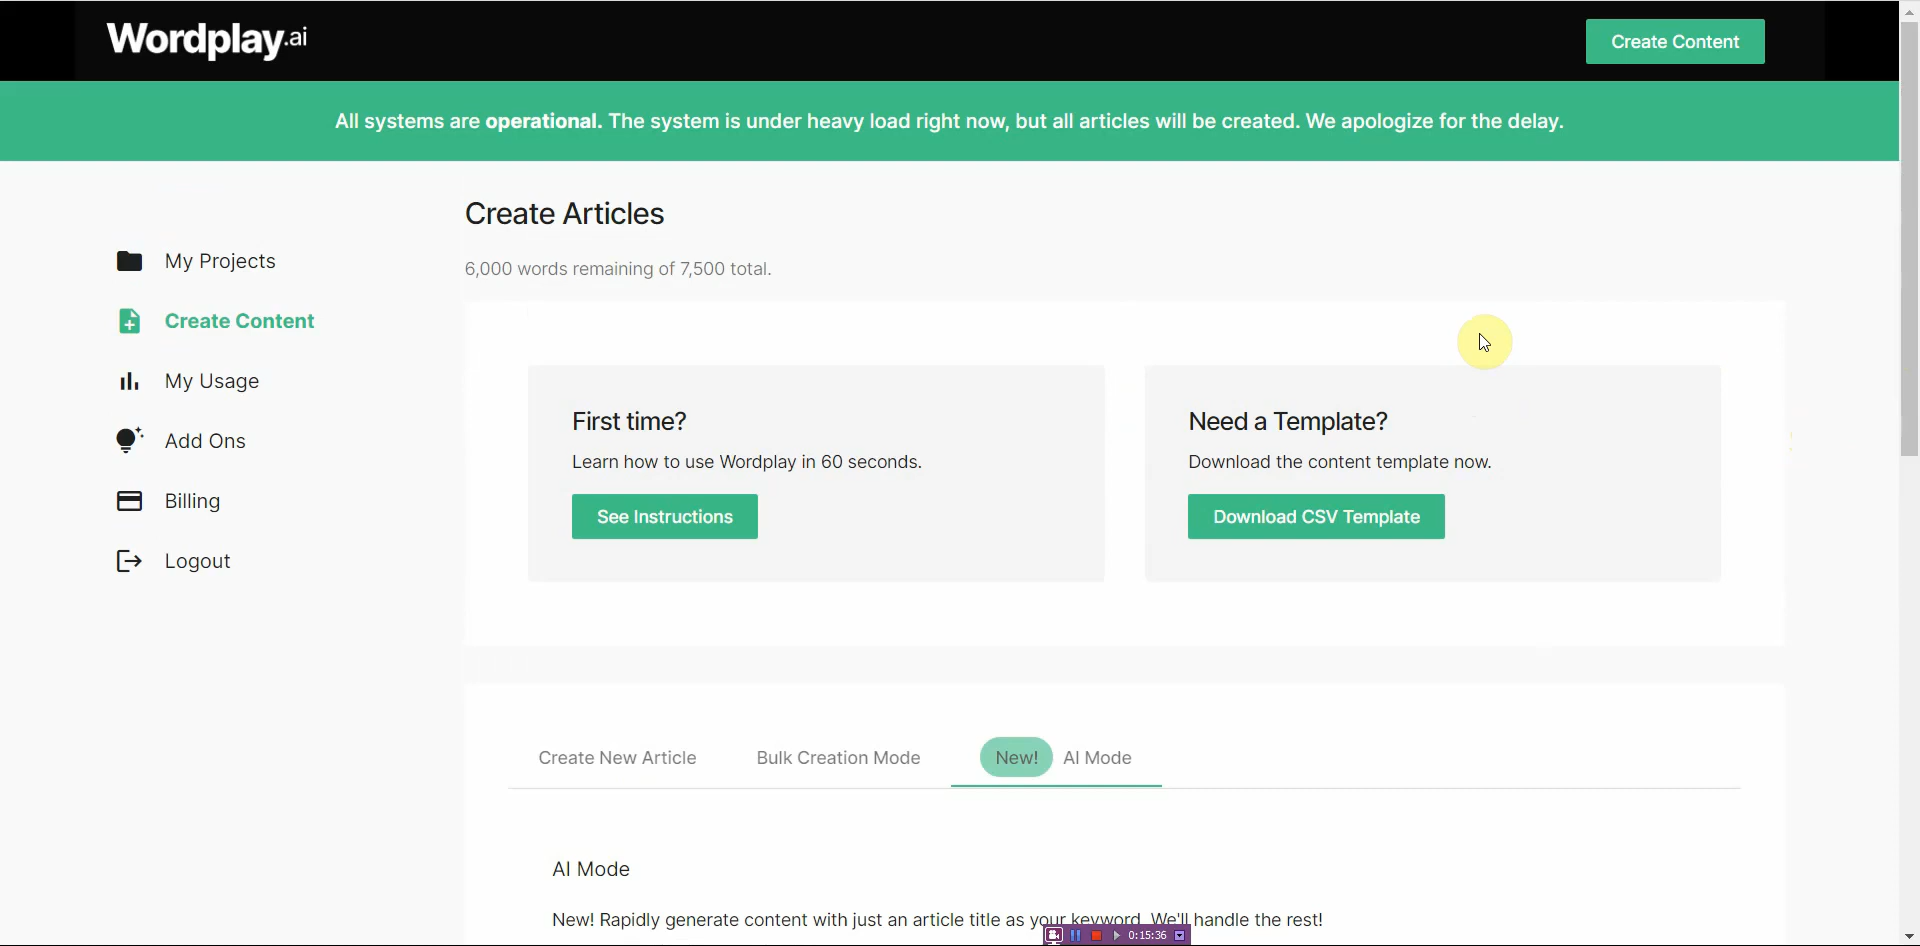 Wordplay.ai
Create Content
All systems are operational. The system is under heavy load right now, but all articles will be created. We apologize for the delay.
Create Articles
6,000 words remaining of 7,500 total.
My Projects
Create Content
My Usage
Add Ons
Billing
Logout
First time?
Learn how to use Wordplay in 60 seconds.
See Instructions
Need a Template?
Download the content template now.
Download CSV Template
Create New Article
Bulk Creation Mode
New! AI Mode
AI Mode
New! Rapidly generate content with just an article title as your keyword. We'll handle the rest!
0:15:36